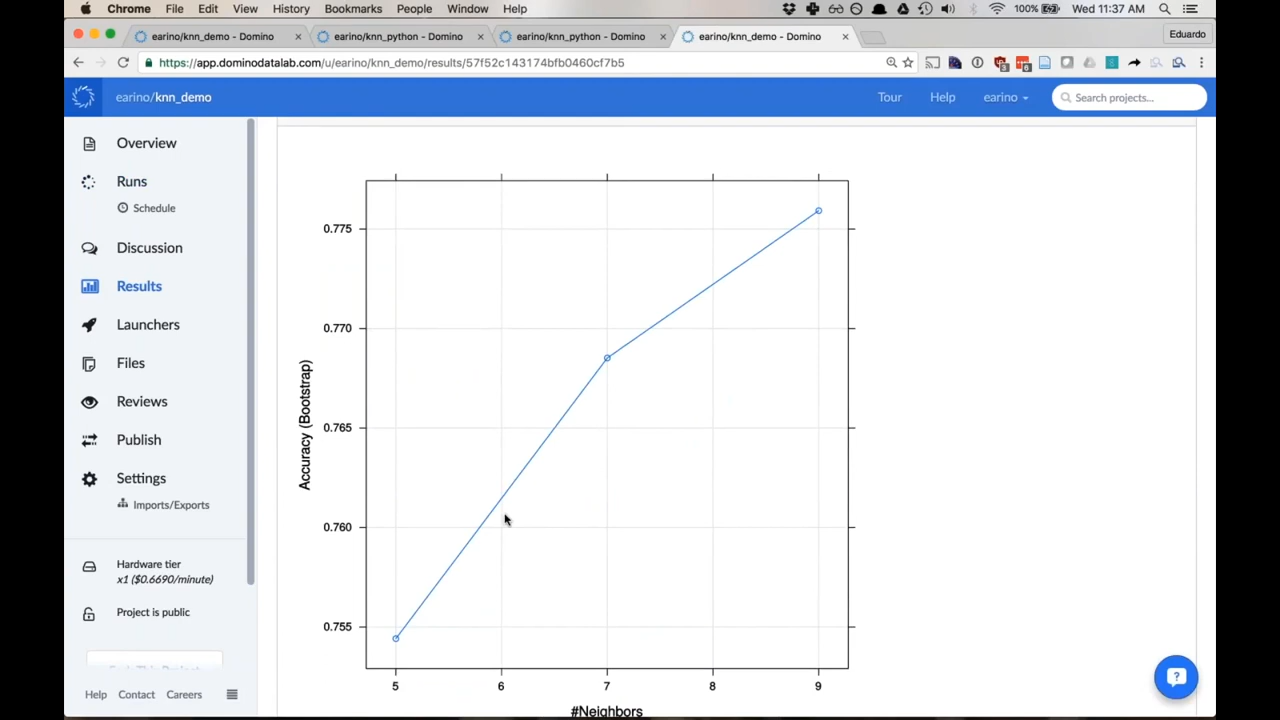 Chrome File Edit View History Bookmarks People Window Help 100% Wed 11:37 AM
earino/knn_demo - Domino earino/knn_python - Domino earino/knn_python - Domino earino/knn_demo - Domino Eduardo
https://app.dominodatalab.com/u/earino/knn_demo/results/57f52c143174bfb0460cf7b5
earino/knn_demo Tour Help earino Search projects...
Overview
Runs
Schedule
Discussion
Results
Launchers
Files
Reviews
Publish
Settings
Imports/Exports
Hardware tier
x1 ($0.6690/minute)
Project is public
Help Contact Careers
0.775
0.770
0.765
0.760
0.755
Accuracy (Bootstrap)
5 6 7 8 9
#Neighbors